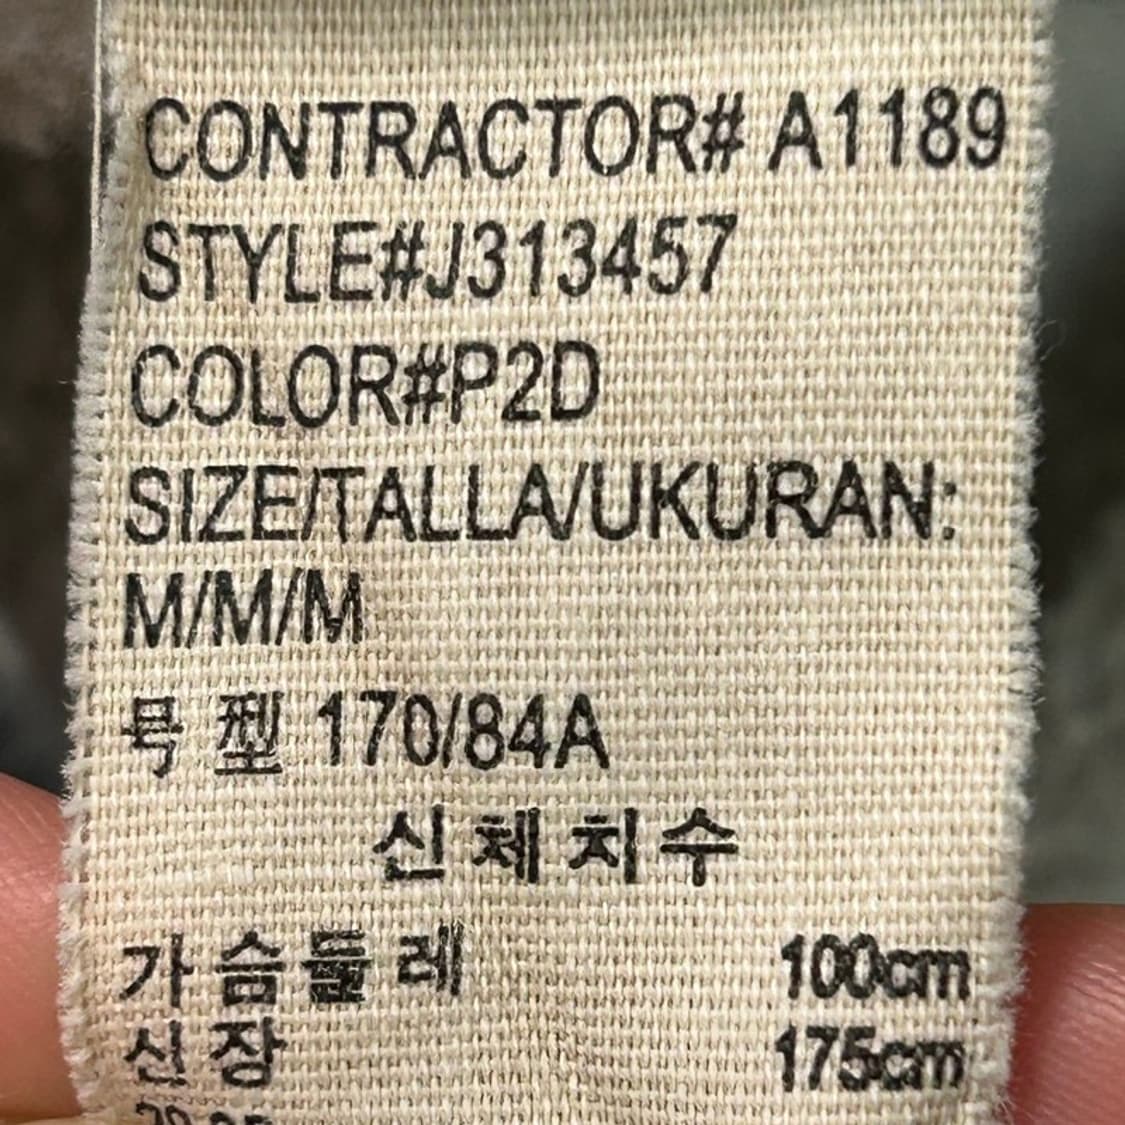 CONTRACTOR# A1189
STYLE#J313457
COLOR#P2D
SIZE/TALLA/UKURAN:
M/M/M
号 型 170/84A
신체치수
가슴둘레 100cm
신장 175cm